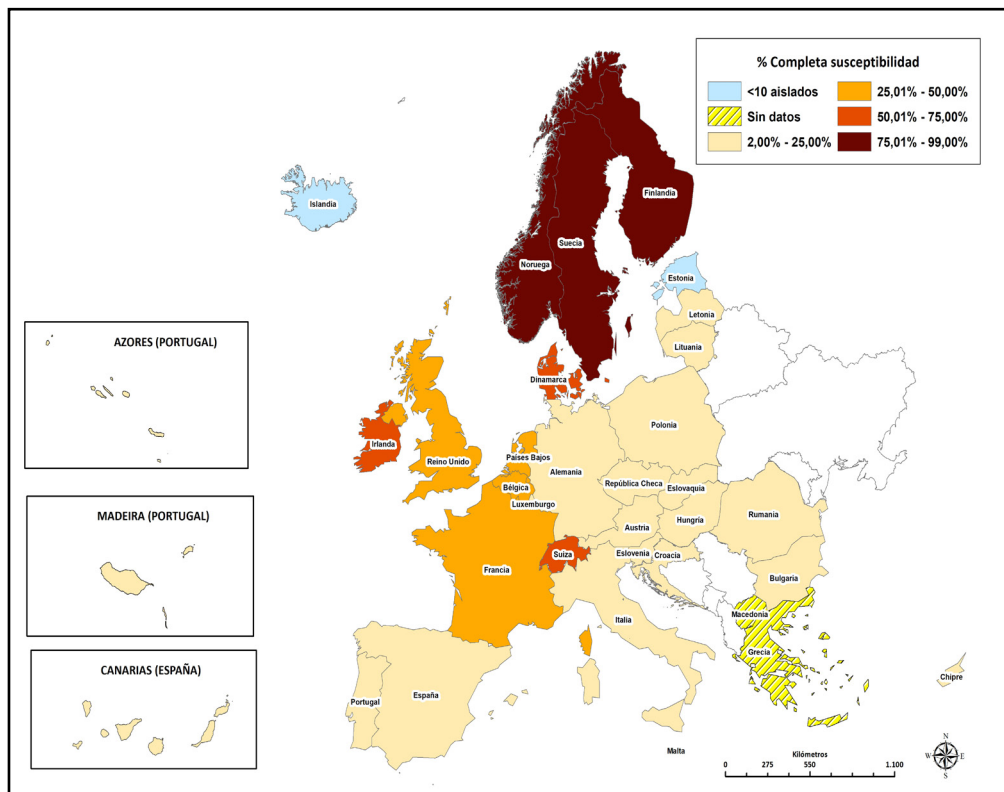 % Completa susceptibilidad
<10 aislados
25,01% - 50,00%
Sin datos
50,01% - 75,00%
2,00% - 25,00%
75,01% - 99,00%
Islandia
Finlandia
Suecia
Noruega
Estonia
Letonia
Lituania
AZORES (PORTUGAL)
Dinamarca
Irlanda
Reino Unido
Países Bajos
Polonia
Alemania
Bélgica
República Checa
Eslovaquia
Luxemburgo
MADEIRA (PORTUGAL)
Rumanía
Austria
Hungría
Suiza
Eslovenia
Croacia
Francia
Bulgaria
Macedonia
Italia
Grecia
CANARIAS (ESPAÑA)
Chipre
Portugal
España
Malta
Kilómetros
0 275 550 1.100
N
W E
S